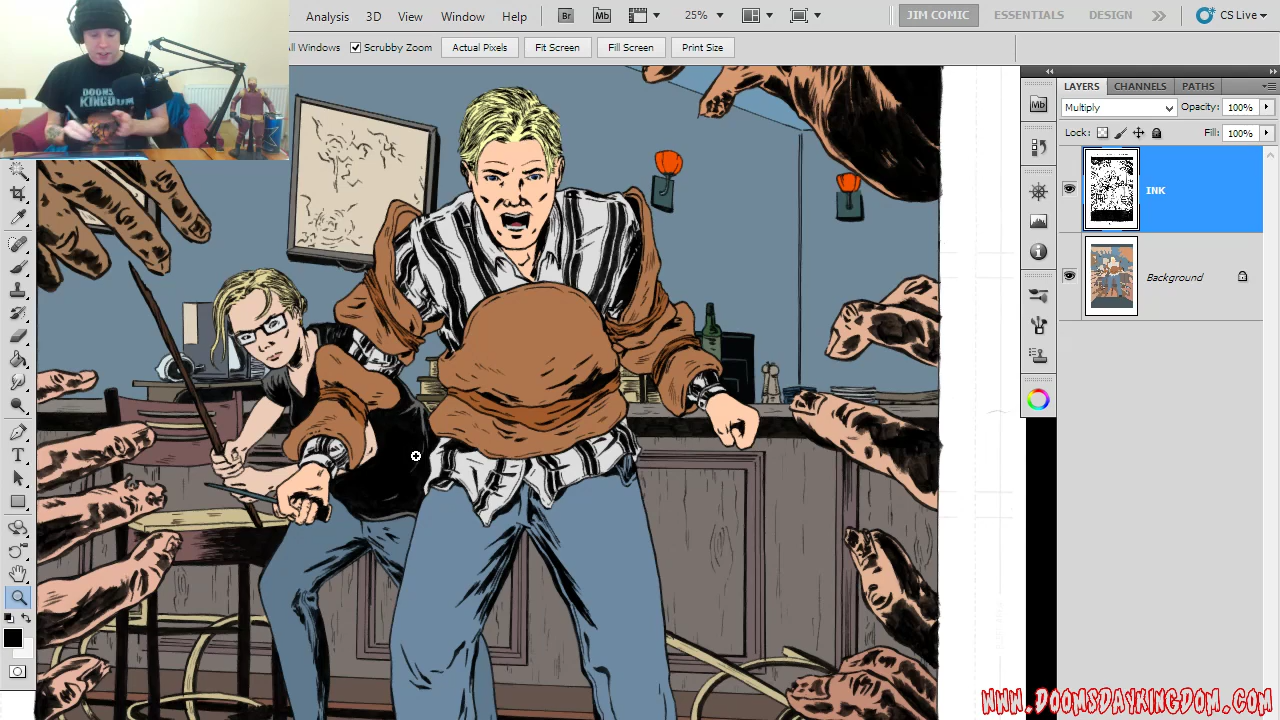 Analysis 3D View Window Help Br Mb 25% JIM COMIC ESSENTIALS DESIGN CS Live
All Windows Scrubby Zoom Actual Pixels Fit Screen Fill Screen Print Size
DOOMS
KINGDOM
Mb
LAYERS CHANNELS PATHS
Multiply Opacity: 100%
Lock: Fill: 100%
INK
Background
T
www.DOOMSDAYKINGDOM.COM